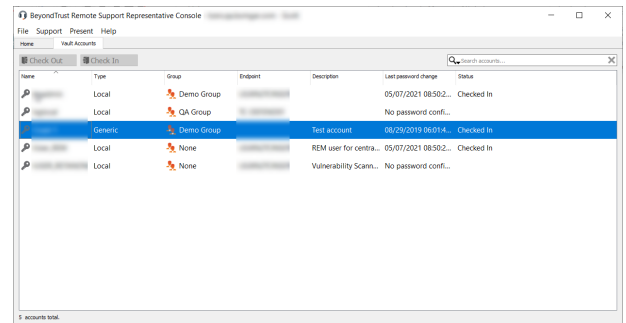 BeyondTrust Remote Support Representative Console
File Support Present Help
Home Vault Accounts
Check Out Check In Search accounts...
Name Type Group Endpoint Description Last password change Status
Local Demo Group 05/07/2021 08:50:2... Checked In
Local QA Group No password confi...
Generic Demo Group Test account 08/29/2019 06:01:4... Checked In
Local None REM user for centra... 05/07/2021 08:50:2... Checked In
Local None Vulnerability Scann... No password confi...
5 accounts total.